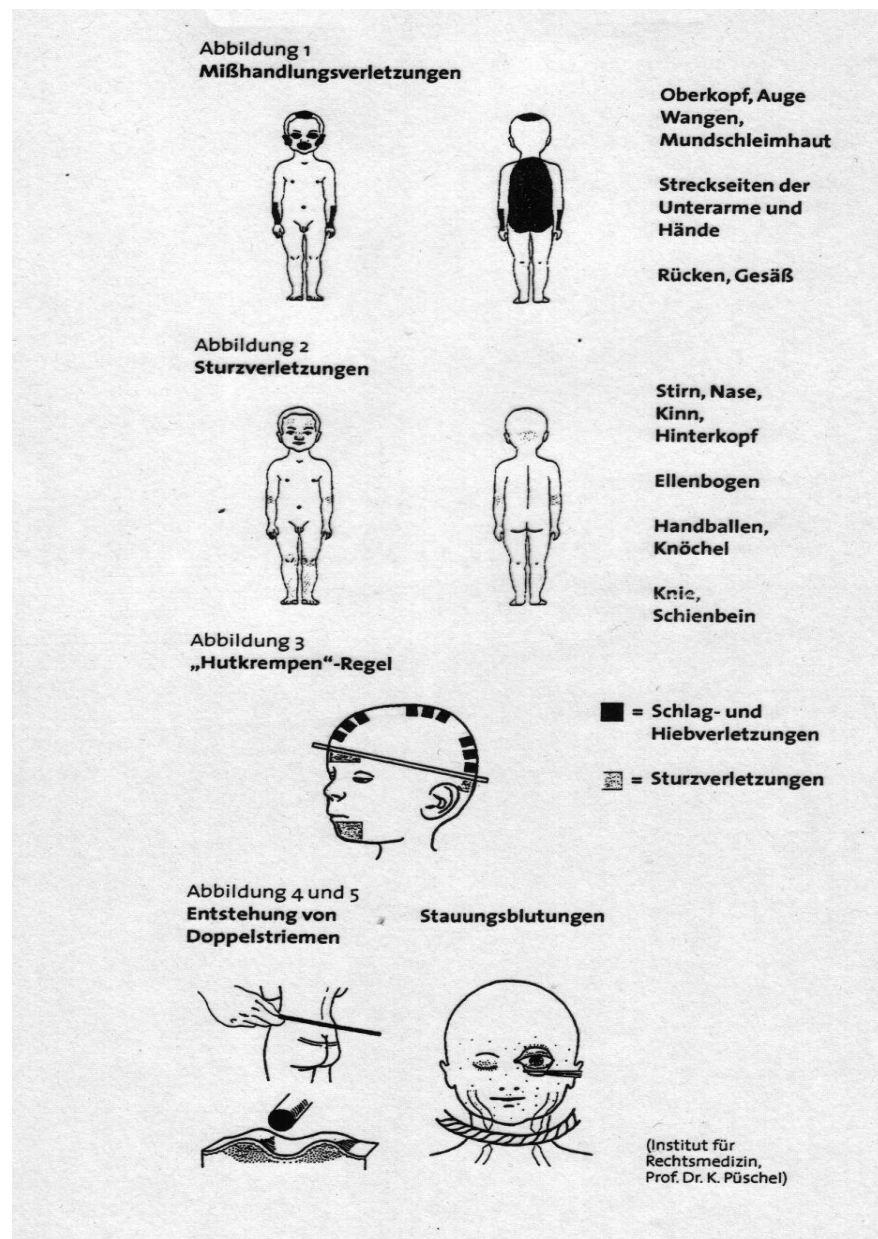 Abbildung 1
Mißhandlungsverletzungen
Oberkopf, Auge
Wangen,
Mundschleimhaut
Streckseiten der
Unterarme und
Hände
Rücken, Gesäß
Abbildung 2
Sturzverletzungen
Stirn, Nase,
Kinn,
Hinterkopf
Ellenbogen
Handballen,
Knöchel
Knie,
Schienbein
Abbildung 3
„Hutkrempen“-Regel
= Schlag- und
Hiebverletzungen
= Sturzverletzungen
Abbildung 4 und 5
Entstehung von
Doppelstriemen
Stauungsblutungen
(Institut für
Rechtsmedizin,
Prof. Dr. K. Püschel)